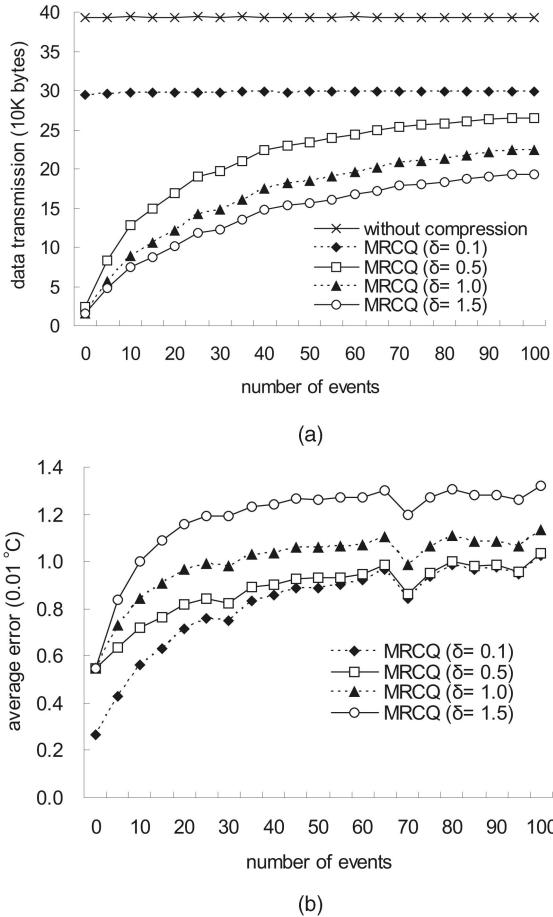 40
35
30
25
20
15
10
5
0
data transmission (10K bytes)
without compression
MRCQ (δ= 0.1)
MRCQ (δ= 0.5)
MRCQ (δ= 1.0)
MRCQ (δ= 1.5)
0 10 20 30 40 50 60 70 80 90 100
number of events
(a)
1.4
1.2
1.0
0.8
0.6
0.4
0.2
0.0
average error (0.01 °C)
MRCQ (δ= 0.1)
MRCQ (δ= 0.5)
MRCQ (δ= 1.0)
MRCQ (δ= 1.5)
0 10 20 30 40 50 60 70 80 90 100
number of events
(b)